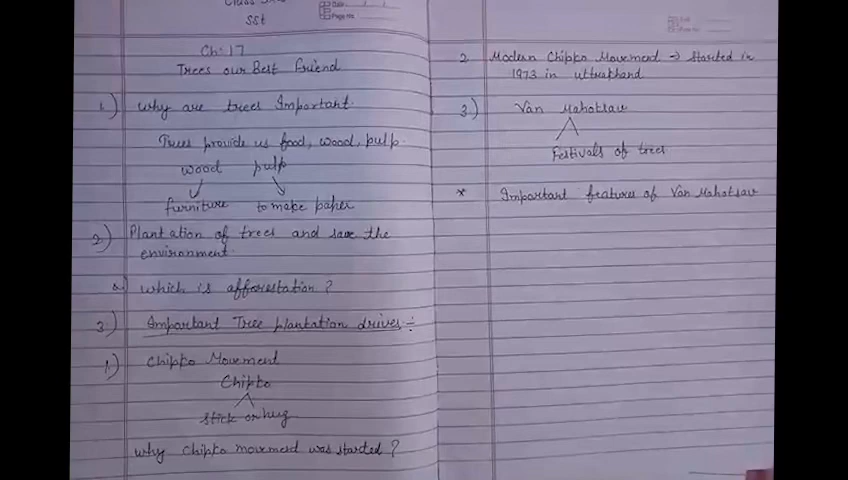 SSt
Ch: 17
Trees our Best Friend
1.) Why are trees Important.
Trees provide us food, wood, pulp.
wood pulp
furniture to make paper
2.) Plantation of trees and save the
environment.
a.) which is afforestation ?
3.) Important Tree plantation drives :-
1.) Chipko Movement
Chipko
stick or hug
why Chipko movement was started ?
2 Modern Chipko Movement → Started in
1973 in uttrakhand
3.) Van Mahotsav
Festivals of trees
* Important features of Van Mahotsav